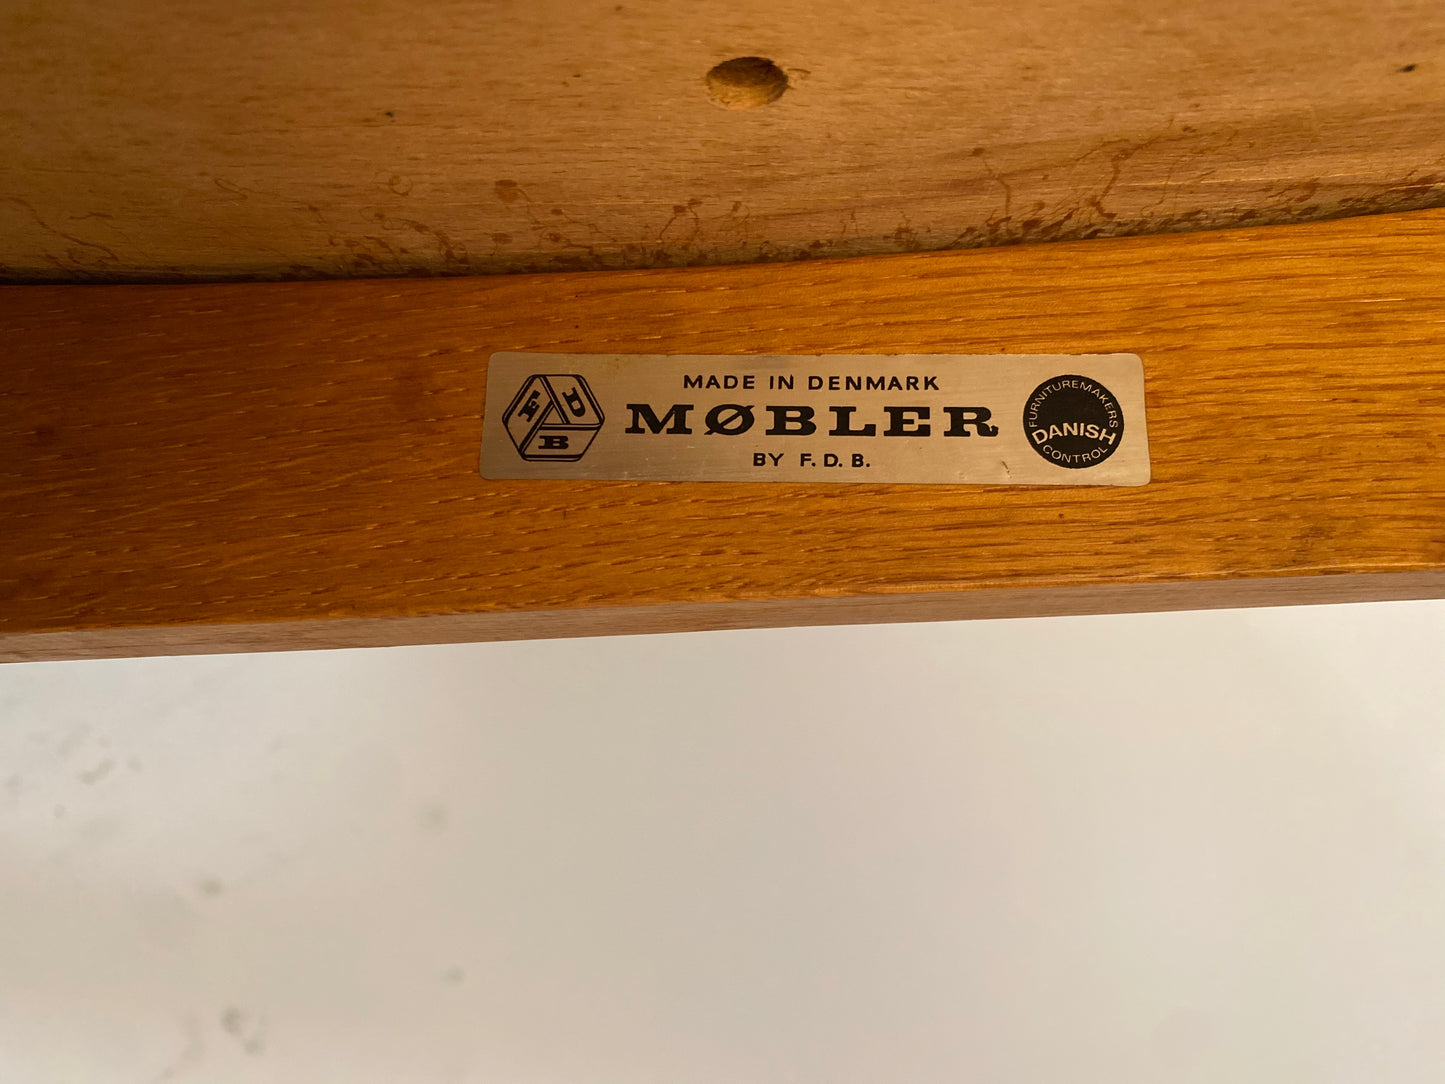 F D B
MADE IN DENMARK
MØBLER
BY F.D.B.
FURNITUREMAKERS
DANISH
CONTROL